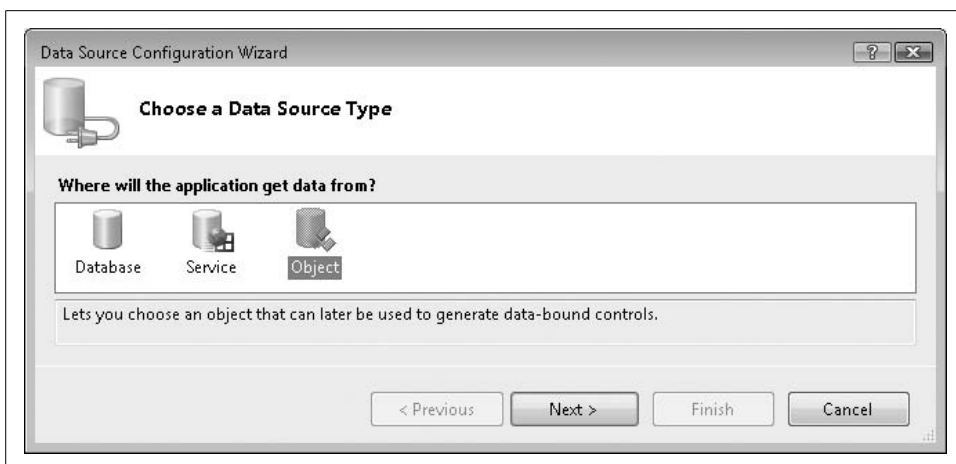 Data Source Configuration Wizard
?
Choose a Data Source Type
Where will the application get data from?
Database Service Object
Lets you choose an object that can later be used to generate data-bound controls.
< Previous Next > Finish Cancel